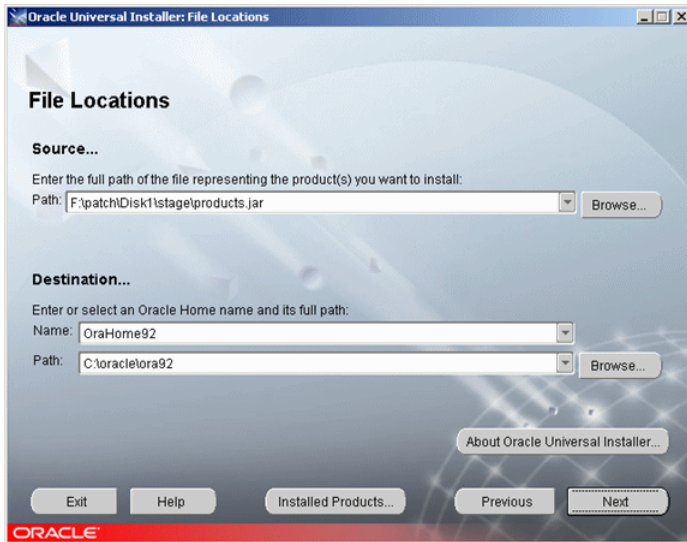 Oracle Universal Installer: File Locations
File Locations
Source...
Enter the full path of the file representing the product(s) you want to install:
Path: F:\patch\Disk1\stage\products.jar Browse...
Destination...
Enter or select an Oracle Home name and its full path:
Name: OraHome92
Path: C:\oracle\ora92 Browse...
About Oracle Universal Installer...
Exit Help Installed Products... Previous Next
ORACLE